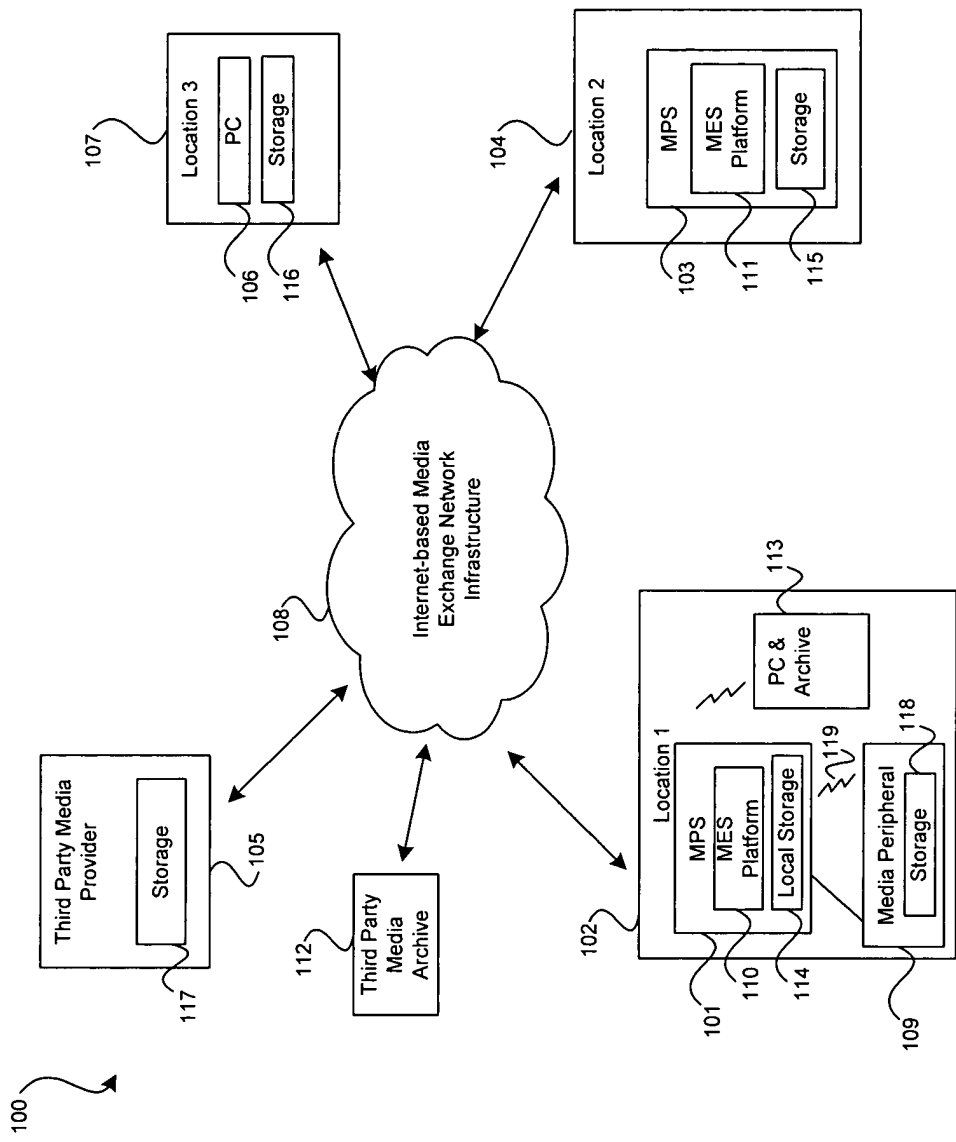 100
Third Party Media
Provider
Storage
117
105
Third Party
Media
Archive
112
108
Internet-based Media
Exchange Network
Infrastructure
107
Location 3
PC
Storage
106
116
104
Location 2
MPS
MES
Platform
Storage
103
111
115
102
Location 1
MPS
MES
Platform
Local Storage
101
110
114
119
PC &
Archive
113
Media Peripheral
Storage
118
109